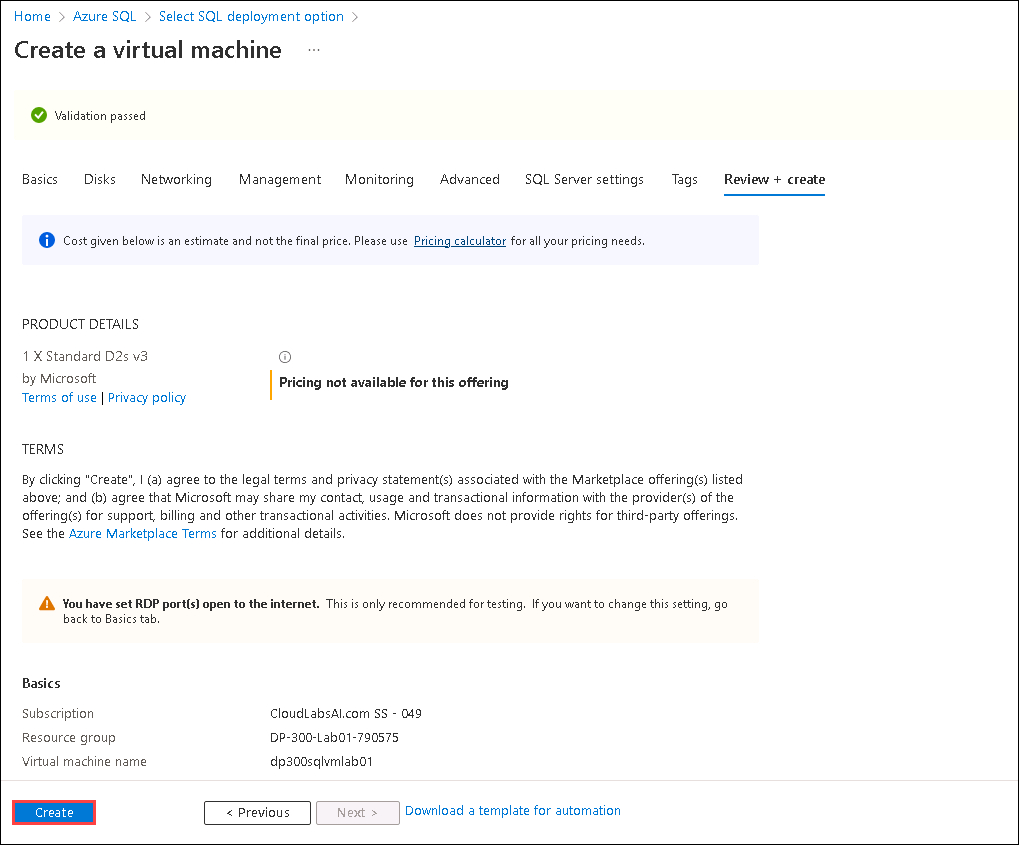 Home > Azure SQL > Select SQL deployment option >
Create a virtual machine ...
Validation passed
Basics Disks Networking Management Monitoring Advanced SQL Server settings Tags Review + create
Cost given below is an estimate and not the final price. Please use Pricing calculator for all your pricing needs.
PRODUCT DETAILS
1 X Standard D2s v3
by Microsoft
Terms of use | Privacy policy
Pricing not available for this offering
TERMS
By clicking "Create", I (a) agree to the legal terms and privacy statement(s) associated with the Marketplace offering(s) listed
above; and (b) agree that Microsoft may share my contact, usage and transactional information with the provider(s) of the
offering(s) for support, billing and other transactional activities. Microsoft does not provide rights for third-party offerings.
See the Azure Marketplace Terms for additional details.
You have set RDP port(s) open to the internet. This is only recommended for testing. If you want to change this setting, go
back to Basics tab.
Basics
Subscription CloudLabsAI.com SS - 049
Resource group DP-300-Lab01-790575
Virtual machine name dp300sqlvmlab01
Create < Previous Next > Download a template for automation